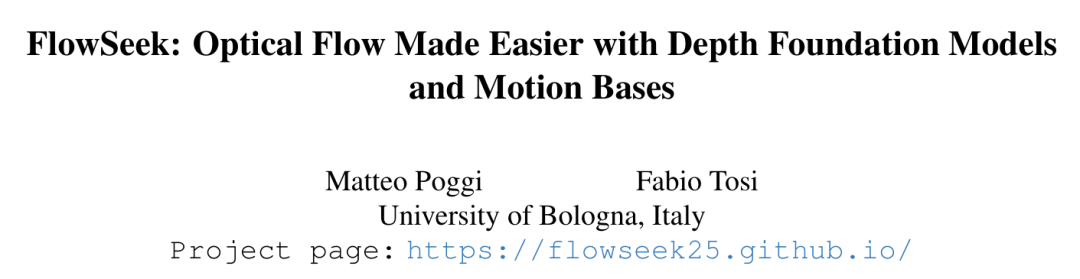 FlowSeek: Optical Flow Made Easier with Depth Foundation Models
and Motion Bases
Matteo Poggi Fabio Tosi
University of Bologna, Italy
Project page: https://flowseek25.github.io/